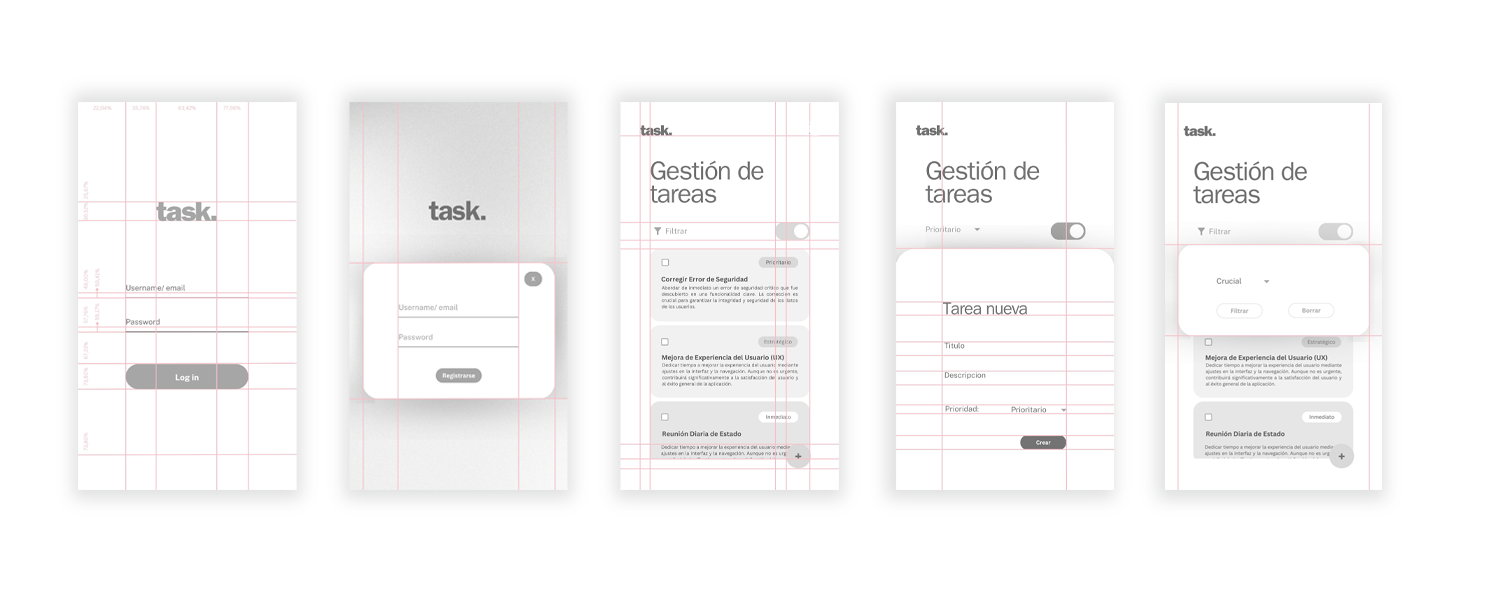 task.
Username/ email
Password
Log in
task.
x
Username/ email
Password
Registrarse
task.
Gestión de
tareas
Filtrar
Prioritario
Corregir Error de Seguridad
Abordar de inmediato un error de seguridad crítico que fue
descubierto en una funcionalidad clave. La corrección es
crucial para garantizar la integridad y seguridad de los datos
de los usuarios.
Estratégico
Mejora de Experiencia del Usuario (UX)
Dedicar tiempo a mejorar la experiencia del usuario mediante
ajustes en la interfaz y la navegación. Aunque no es urgente,
contribuirá significativamente a la satisfacción del usuario y
al éxito general de la aplicación.
Inmediato
Reunión Diaria de Estado
Dedicar tiempo a mejorar la experiencia del usuario mediante
ajustes en la interfaz y la navegación. Aunque no es urgente,
+
task.
Gestión de
tareas
Prioritario
Tarea nueva
Titulo
Descripcion
Prioridad: Prioritario
Crear
task.
Gestión de
tareas
Filtrar
Crucial
Filtrar Borrar
Estratégico
Mejora de Experiencia del Usuario (UX)
Dedicar tiempo a mejorar la experiencia del usuario mediante
ajustes en la interfaz y la navegación. Aunque no es urgente,
contribuirá significativamente a la satisfacción del usuario y
al éxito general de la aplicación.
Inmediato
Reunión Diaria de Estado
Dedicar tiempo a mejorar la experiencia del usuario mediante
ajustes en la interfaz y la navegación. Aunque no es urgente,
+